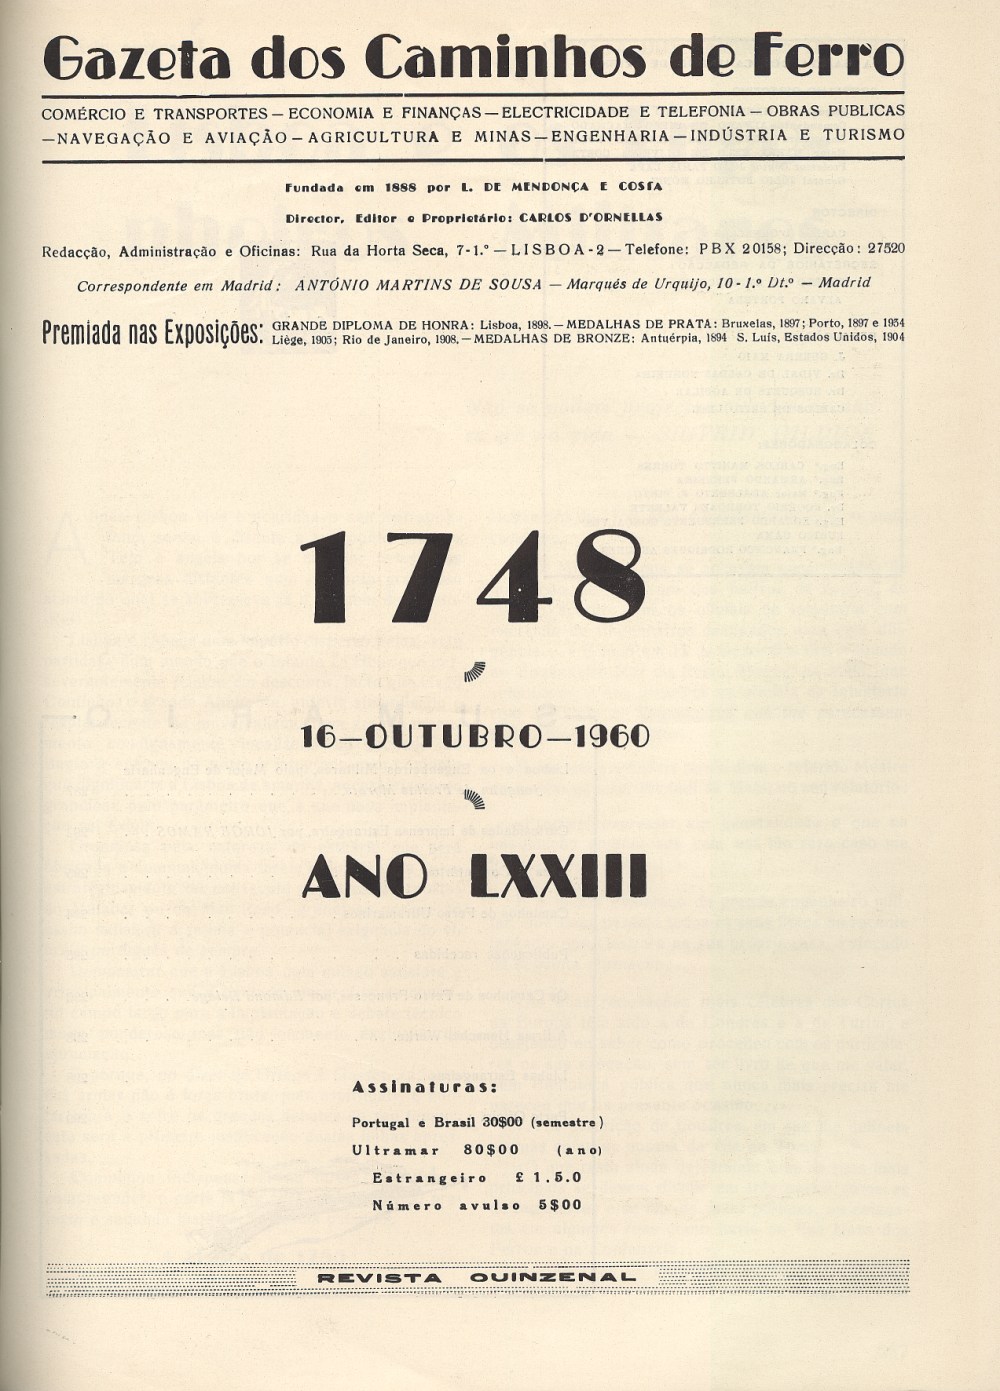 Gazeta dos Caminhos de Ferro
COMÉRCIO E TRANSPORTES — ECONOMIA E FINANÇAS — ELECTRICIDADE E TELEFONIA — OBRAS PUBLICAS
— NAVEGAÇÃO E AVIAÇÃO — AGRICULTURA E MINAS — ENGENHARIA — INDÚSTRIA E TURISMO
Fundada em 1888 por L. DE MENDONÇA E COSTA
Director, Editor e Proprietário: CARLOS D'ORNELLAS
Redacção, Administração e Oficinas: Rua da Horta Seca, 7-1.º — LISBOA-2 — Telefone: PBX 20158; Direcção: 27520
Correspondente em Madrid: ANTÓNIO MARTINS DE SOUSA — Marqués de Urquijo, 10-1.º Dt.º — Madrid
Premiada nas Exposições: GRANDE DIPLOMA DE HONRA: Lisboa, 1898. — MEDALHAS DE PRATA: Bruxelas, 1897; Porto, 1897 e 1934
Liège, 1905; Rio de Janeiro, 1908. — MEDALHAS DE BRONZE: Antuérpia, 1894 S. Luís, Estados Unidos, 1904
1748
16—OUTUBRO—1960
ANO LXXIII
Assinaturas:
Portugal e Brasil 30$00 (semestre)
Ultramar 80$00 (ano)
Estrangeiro £ 1.5.0
Número avulso 5$00
REVISTA QUINZENAL